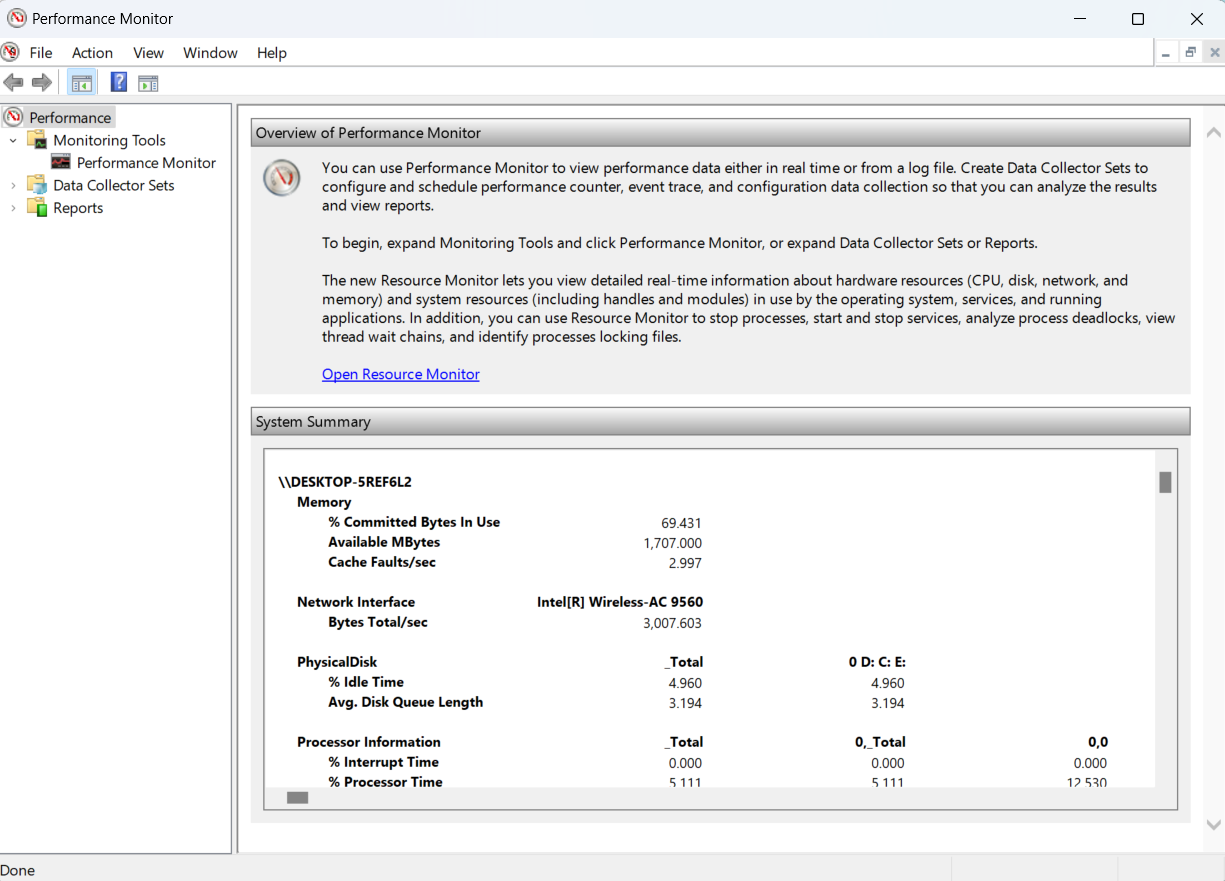 Performance Monitor
File Action View Window Help
Performance
Monitoring Tools
Performance Monitor
Data Collector Sets
Reports
Overview of Performance Monitor
You can use Performance Monitor to view performance data either in real time or from a log file. Create Data Collector Sets to
configure and schedule performance counter, event trace, and configuration data collection so that you can analyze the results
and view reports.
To begin, expand Monitoring Tools and click Performance Monitor, or expand Data Collector Sets or Reports.
The new Resource Monitor lets you view detailed real-time information about hardware resources (CPU, disk, network, and
memory) and system resources (including handles and modules) in use by the operating system, services, and running
applications. In addition, you can use Resource Monitor to stop processes, start and stop services, analyze process deadlocks, view
thread wait chains, and identify processes locking files.
Open Resource Monitor
System Summary
\\DESKTOP-5REF6L2
Memory
% Committed Bytes In Use 69.431
Available MBytes 1,707.000
Cache Faults/sec 2.997
Network Interface Intel[R] Wireless-AC 9560
Bytes Total/sec 3,007.603
PhysicalDisk _Total 0 D: C: E:
% Idle Time 4.960 4.960
Avg. Disk Queue Length 3.194 3.194
Processor Information _Total 0,_Total 0,0
% Interrupt Time 0.000 0.000 0.000
% Processor Time 5.111 5.111 12.530
Done